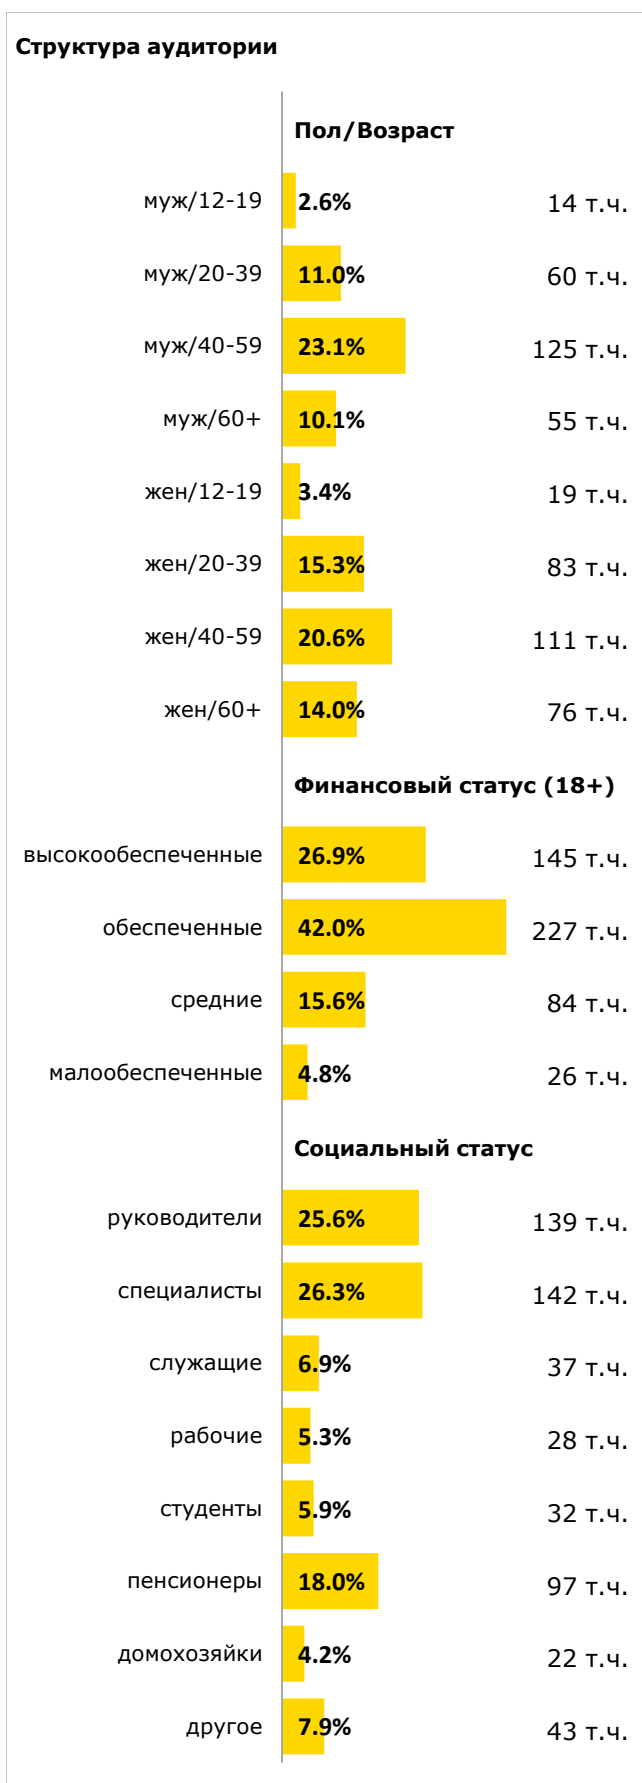 Структура аудитории
Пол/Возраст
муж/12-19 2.6% 14 т.ч.
муж/20-39 11.0% 60 т.ч.
муж/40-59 23.1% 125 т.ч.
муж/60+ 10.1% 55 т.ч.
жен/12-19 3.4% 19 т.ч.
жен/20-39 15.3% 83 т.ч.
жен/40-59 20.6% 111 т.ч.
жен/60+ 14.0% 76 т.ч.
Финансовый статус (18+)
высокообеспеченные 26.9% 145 т.ч.
обеспеченные 42.0% 227 т.ч.
средние 15.6% 84 т.ч.
малообеспеченные 4.8% 26 т.ч.
Социальный статус
руководители 25.6% 139 т.ч.
специалисты 26.3% 142 т.ч.
служащие 6.9% 37 т.ч.
рабочие 5.3% 28 т.ч.
студенты 5.9% 32 т.ч.
пенсионеры 18.0% 97 т.ч.
домохозяйки 4.2% 22 т.ч.
другое 7.9% 43 т.ч.